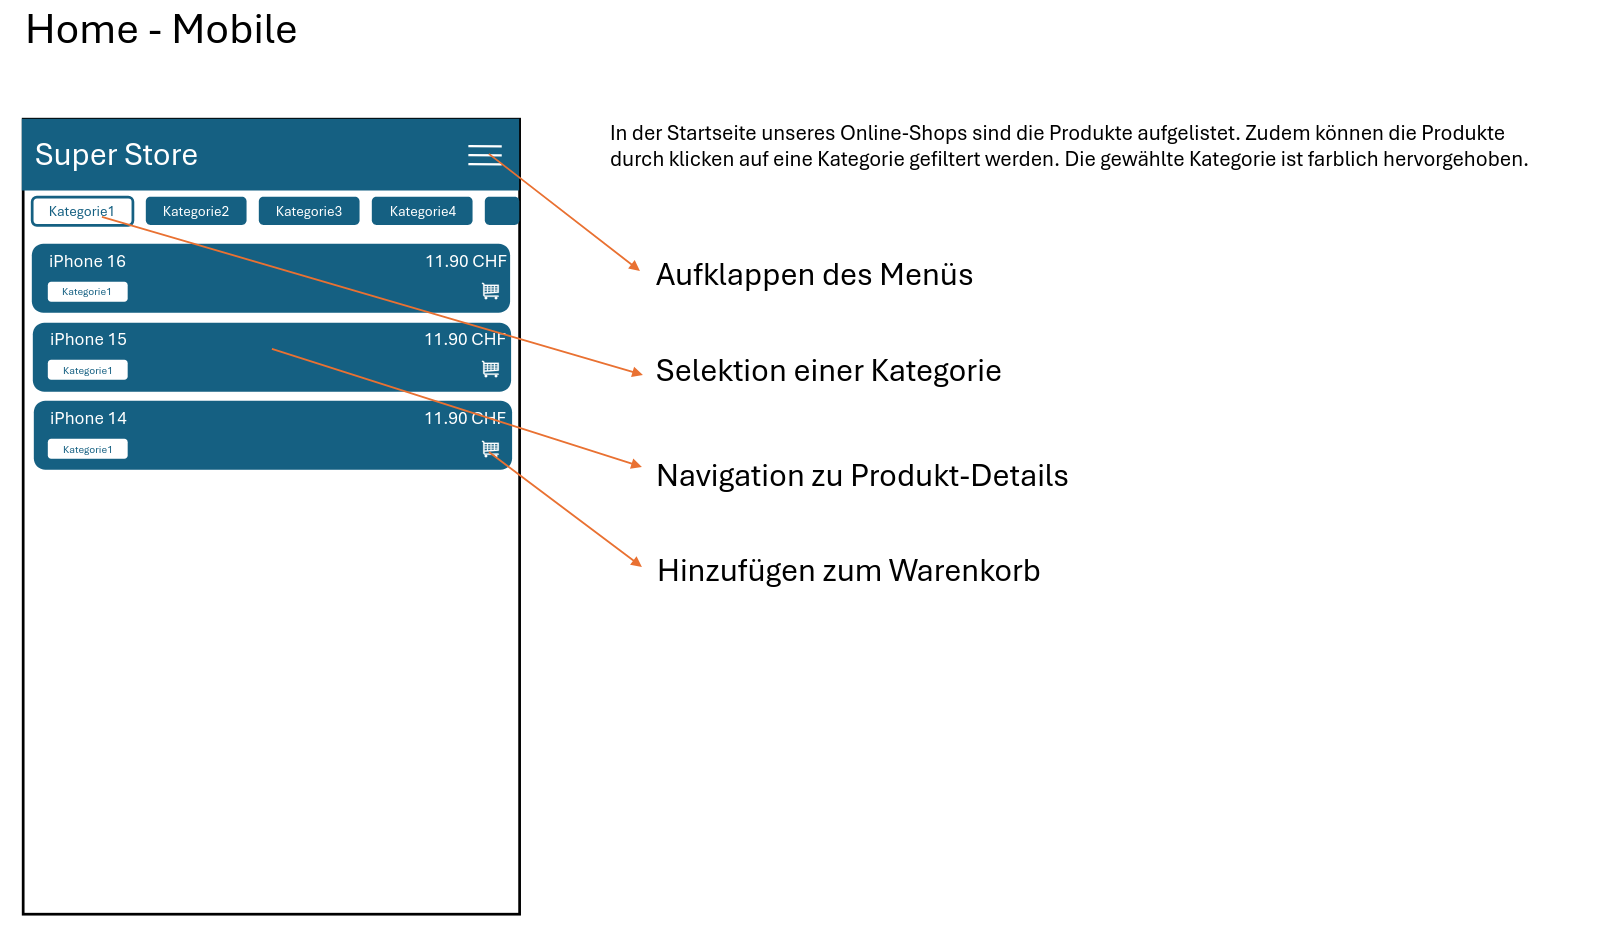 Home - Mobile
Super Store
In der Startseite unseres Online-Shops sind die Produkte aufgelistet. Zudem können die Produkte
durch klicken auf eine Kategorie gefiltert werden. Die gewählte Kategorie ist farblich hervorgehoben.
Kategorie1
Kategorie2
Kategorie3
Kategorie4
iPhone 16
11.90 CHF
Kategorie1
iPhone 15
11.90 CHF
Kategorie1
iPhone 14
11.90 CHF
Kategorie1
Aufklappen des Menüs
Selektion einer Kategorie
Navigation zu Produkt-Details
Hinzufügen zum Warenkorb